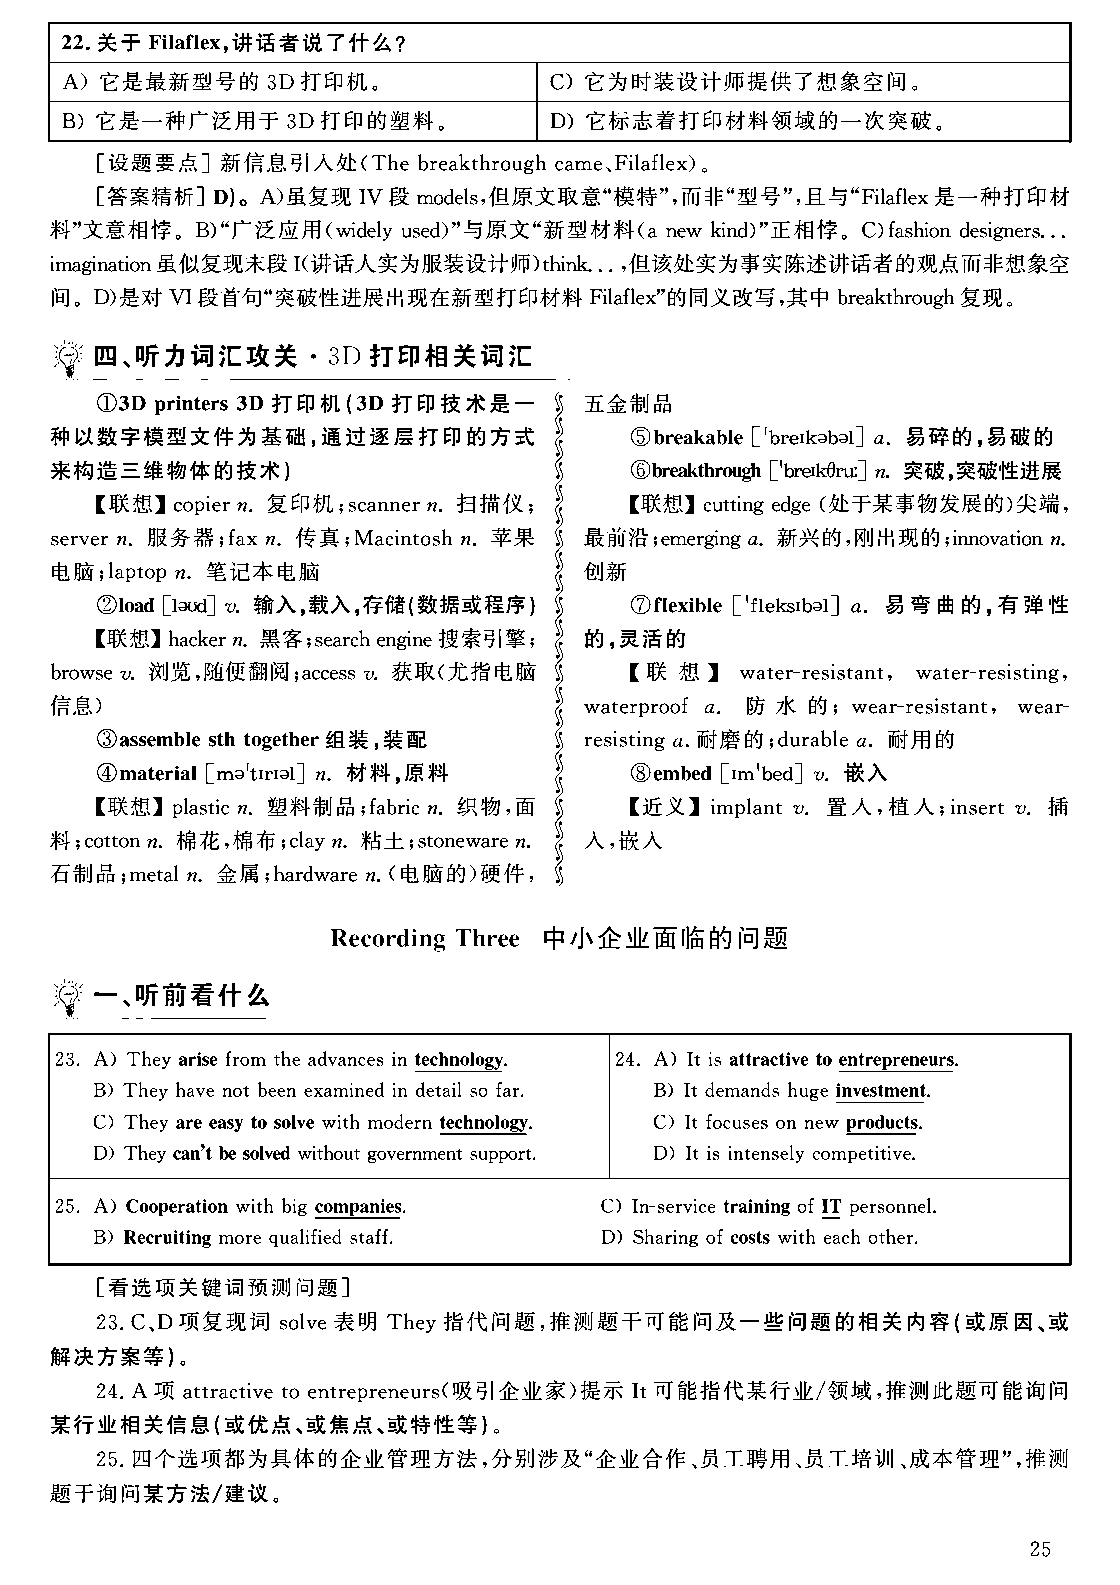 22. 关于 Filaflex,讲话者说了什么?
A) 它是最新型号的 3D 打印机。
C) 它为时装设计师提供了想象空间。
B) 它是一种广泛用于 3D 打印的塑料。
D) 它标志着打印材料领域的一次突破。
[设题要点] 新信息引入处(The breakthrough came、Filaflex)。
[答案精析] D)。A)虽复现 IV 段 models,但原文取意“模特”,而非“型号”,且与“Filaflex 是一种打印材
料”文意相悖。B)“广泛应用(widely used)”与原文“新型材料(a new kind)”正相悖。C)fashion designers...
imagination 虽似复现末段 I(讲话人实为服装设计师)think...,但该处实为事实陈述讲话者的观点而非想象空
间。D)是对 VI 段首句“突破性进展出现在新型打印材料 Filaflex”的同义改写,其中 breakthrough 复现。
四、听力词汇攻关·3D 打印相关词汇
①3D printers 3D 打印机(3D 打印技术是一
种以数字模型文件为基础,通过逐层打印的方式
来构造三维物体的技术)
【联想】copier n. 复印机;scanner n. 扫描仪;
server n. 服务器;fax n. 传真;Macintosh n. 苹果
电脑;laptop n. 笔记本电脑
②load [ləʊd] v. 输入,载入,存储(数据或程序)
【联想】hacker n. 黑客;search engine 搜索引擎;
browse v. 浏览,随便翻阅;access v. 获取(尤指电脑
信息)
③assemble sth together 组装,装配
④material [məˈtɪrɪəl] n. 材料,原料
【联想】plastic n. 塑料制品;fabric n. 织物,面
料;cotton n. 棉花,棉布;clay n. 粘土;stoneware n.
石制品;metal n. 金属;hardware n.(电脑的)硬件,
五金制品
⑤breakable [ˈbreɪkəbəl] a. 易碎的,易破的
⑥breakthrough [ˈbreɪkθruː] n. 突破,突破性进展
【联想】cutting edge (处于某事物发展的)尖端,
最前沿;emerging a. 新兴的,刚出现的;innovation n.
创新
⑦flexible [ˈfleksɪbəl] a. 易弯曲的,有弹性
的,灵活的
【联想】 water-resistant, water-resisting,
waterproof a. 防水的; wear-resistant, wear-
resisting a. 耐磨的;durable a. 耐用的
⑧embed [ɪmˈbed] v. 嵌入
【近义】implant v. 置入,植入;insert v. 插
入,嵌入
Recording Three 中小企业面临的问题
一、听前看什么
23. A) They arise from the advances in technology.
B) They have not been examined in detail so far.
C) They are easy to solve with modern technology.
D) They can't be solved without government support.
24. A) It is attractive to entrepreneurs.
B) It demands huge investment.
C) It focuses on new products.
D) It is intensely competitive.
25. A) Cooperation with big companies.
C) In-service training of IT personnel.
B) Recruiting more qualified staff.
D) Sharing of costs with each other.
[看选项关键词预测问题]
23. C、D 项复现词 solve 表明 They 指代问题,推测题干可能问及一些问题的相关内容(或原因、或
解决方案等)。
24. A 项 attractive to entrepreneurs(吸引企业家)提示 It 可能指代某行业/领域,推测此题可能询问
某行业相关信息(或优点、或焦点、或特性等)。
25. 四个选项都为具体的企业管理方法,分别涉及“企业合作、员工聘用、员工培训、成本管理”,推测
题于询问某方法/建议。
25